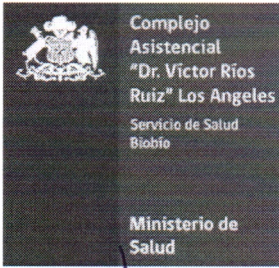 Complejo
Asistencial
"Dr. Víctor Ríos
Ruiz" Los Angeles
Servicio de Salud
Biobío
Ministerio de
Salud